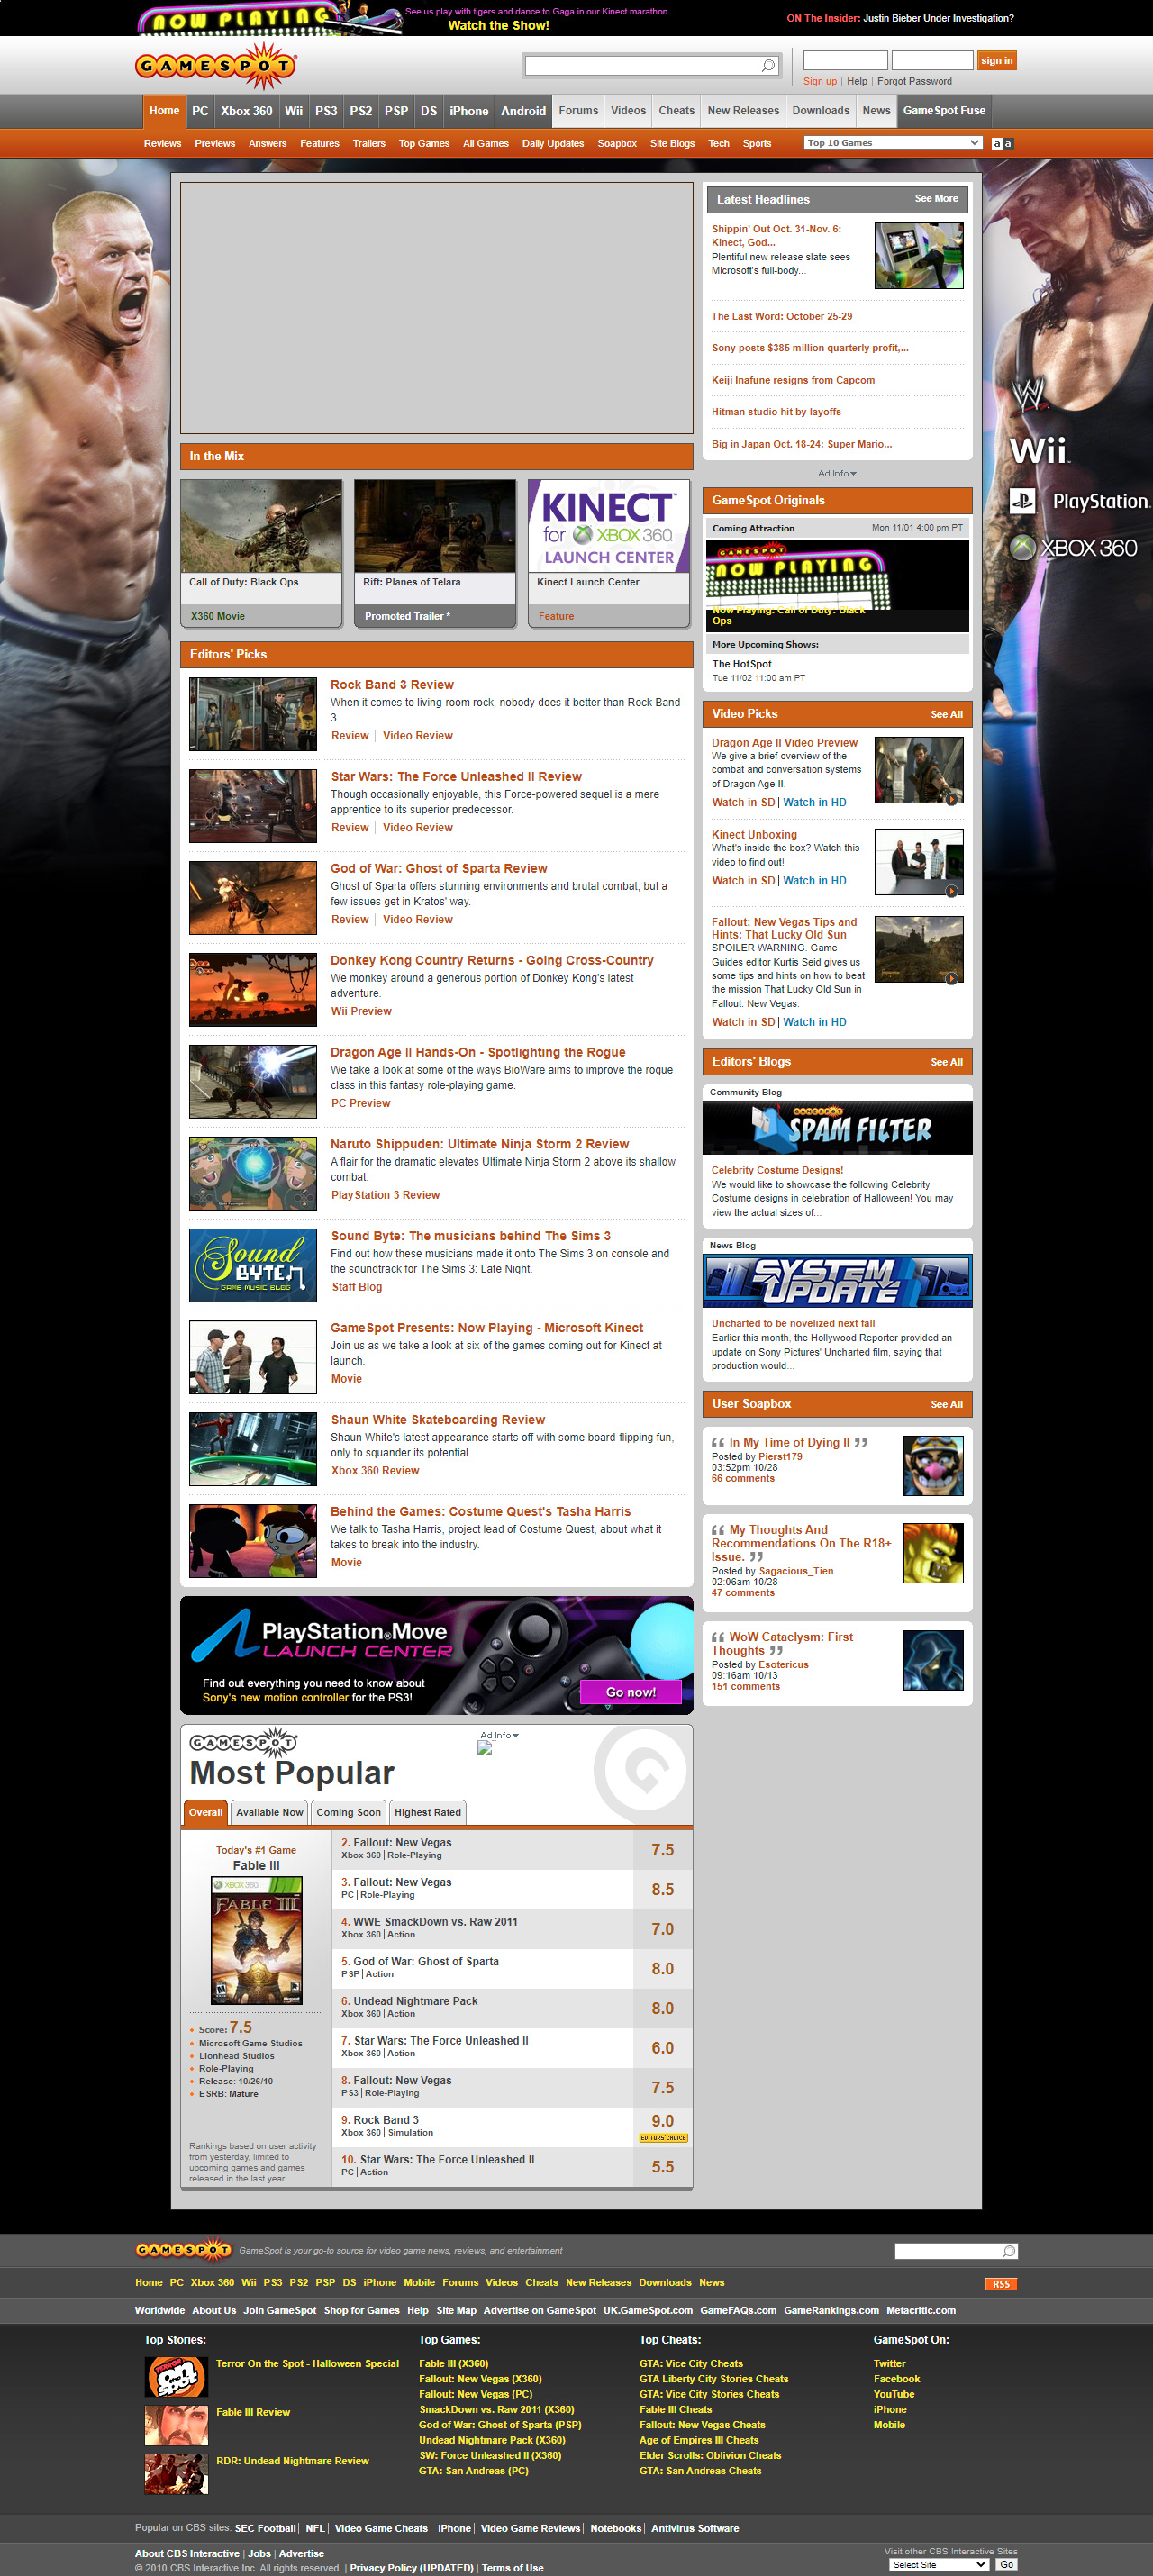 NOW PLAYING
See us play with tigers and dance to Gaga in our Kinect marathon.
Watch the Show!
ON The Insider: Justin Bieber Under Investigation?
GAMESPOT
sign in
Sign up | Help | Forgot Password
Home PC Xbox 360 Wii PS3 PS2 PSP DS iPhone Android Forums Videos Cheats New Releases Downloads News GameSpot Fuse
Reviews Previews Answers Features Trailers Top Games All Games Daily Updates Soapbox Site Blogs Tech Sports
Top 10 Games
a a
Latest Headlines
See More
Shippin' Out Oct. 31-Nov. 6:
Kinect, God...
Plentiful new release slate sees
Microsoft's full-body...
The Last Word: October 25-29
Sony posts $385 million quarterly profit,...
Keiji Inafune resigns from Capcom
Hitman studio hit by layoffs
Big in Japan Oct. 18-24: Super Mario...
Ad Info
W
Wii
PlayStation.
XBOX 360
In the Mix
KINECT
for XBOX 360
LAUNCH CENTER
Call of Duty: Black Ops
X360 Movie
Rift: Planes of Telara
Promoted Trailer *
Kinect Launch Center
Feature
GameSpot Originals
Coming Attraction
Mon 11/01 4:00 pm PT
GAMESPOT
NOW PLAYING
Now Playing: Call of Duty: Black
Ops
More Upcoming Shows:
The HotSpot
Tue 11/02 11:00 am PT
Editors' Picks
Rock Band 3 Review
When it comes to living-room rock, nobody does it better than Rock Band
3.
Review | Video Review
Star Wars: The Force Unleashed II Review
Though occasionally enjoyable, this Force-powered sequel is a mere
apprentice to its superior predecessor.
Review | Video Review
God of War: Ghost of Sparta Review
Ghost of Sparta offers stunning environments and brutal combat, but a
few issues get in Kratos' way.
Review | Video Review
Donkey Kong Country Returns - Going Cross-Country
We monkey around a generous portion of Donkey Kong's latest
adventure.
Wii Preview
Dragon Age II Hands-On - Spotlighting the Rogue
We take a look at some of the ways BioWare aims to improve the rogue
class in this fantasy role-playing game.
PC Preview
Naruto Shippuden: Ultimate Ninja Storm 2 Review
A flair for the dramatic elevates Ultimate Ninja Storm 2 above its shallow
combat.
PlayStation 3 Review
Sound
BYTE
GAME MUSIC BLOG
Sound Byte: The musicians behind The Sims 3
Find out how these musicians made it onto The Sims 3 on console and
the soundtrack for The Sims 3: Late Night.
Staff Blog
GameSpot Presents: Now Playing - Microsoft Kinect
Join us as we take a look at six of the games coming out for Kinect at
launch.
Movie
Shaun White Skateboarding Review
Shaun White's latest appearance starts off with some board-flipping fun,
only to squander its potential.
Xbox 360 Review
Behind the Games: Costume Quest's Tasha Harris
We talk to Tasha Harris, project lead of Costume Quest, about what it
takes to break into the industry.
Movie
Video Picks
See All
Dragon Age II Video Preview
We give a brief overview of the
combat and conversation systems
of Dragon Age II.
Watch in SD | Watch in HD
Kinect Unboxing
What's inside the box? Watch this
video to find out!
Watch in SD | Watch in HD
Fallout: New Vegas Tips and
Hints: That Lucky Old Sun
SPOILER WARNING. Game
Guides editor Kurtis Seid gives us
some tips and hints on how to beat
the mission That Lucky Old Sun in
Fallout: New Vegas.
Watch in SD | Watch in HD
Editors' Blogs
See All
Community Blog
GAMESPOT
SPAM FILTER
Celebrity Costume Designs!
We would like to showcase the following Celebrity
Costume designs in celebration of Halloween! You may
view the actual sizes of...
News Blog
SYSTEM
UPDATE
Uncharted to be novelized next fall
Earlier this month, the Hollywood Reporter provided an
update on Sony Pictures' Uncharted film, saying that
production would...
User Soapbox
See All
In My Time of Dying II
Posted by Pierst179
03:52pm 10/28
66 comments
My Thoughts And
Recommendations On The R18+
Issue.
Posted by Sagacious_Tien
02:06am 10/28
47 comments
WoW Cataclysm: First
Thoughts
Posted by Esotericus
09:16am 10/13
151 comments
PlayStation Move
LAUNCH CENTER
Find out everything you need to know about
Sony's new motion controller for the PS3!
Go now!
GAMESPOT
Ad Info
Most Popular
Overall Available Now Coming Soon Highest Rated
Today's #1 Game
Fable III
XBOX 360
FABLE III
Score: 7.5
Microsoft Game Studios
Lionhead Studios
Role-Playing
Release: 10/26/10
ESRB: Mature
Rankings based on user activity
from yesterday, limited to
upcoming games and games
released in the last year.
2. Fallout: New Vegas
Xbox 360 | Role-Playing
7.5
3. Fallout: New Vegas
PC | Role-Playing
8.5
4. WWE SmackDown vs. Raw 2011
Xbox 360 | Action
7.0
5. God of War: Ghost of Sparta
PSP | Action
8.0
6. Undead Nightmare Pack
Xbox 360 | Action
8.0
7. Star Wars: The Force Unleashed II
Xbox 360 | Action
6.0
8. Fallout: New Vegas
PS3 | Role-Playing
7.5
9. Rock Band 3
Xbox 360 | Simulation
9.0
EDITORS' CHOICE
10. Star Wars: The Force Unleashed II
PC | Action
5.5
GAMESPOT
GameSpot is your go-to source for video game news, reviews, and entertainment
Home PC Xbox 360 Wii PS3 PS2 PSP DS iPhone Mobile Forums Videos Cheats New Releases Downloads News
RSS
Worldwide About Us Join GameSpot Shop for Games Help Site Map Advertise on GameSpot UK.GameSpot.com GameFAQs.com GameRankings.com Metacritic.com
Top Stories:
TERROR On the SPOT
Terror On the Spot - Halloween Special
Fable III Review
RDR: Undead Nightmare Review
Top Games:
Fable III (X360)
Fallout: New Vegas (X360)
Fallout: New Vegas (PC)
SmackDown vs. Raw 2011 (X360)
God of War: Ghost of Sparta (PSP)
Undead Nightmare Pack (X360)
SW: Force Unleashed II (X360)
GTA: San Andreas (PC)
Top Cheats:
GTA: Vice City Cheats
GTA Liberty City Stories Cheats
GTA: Vice City Stories Cheats
Fable III Cheats
Fallout: New Vegas Cheats
Age of Empires III Cheats
Elder Scrolls: Oblivion Cheats
GTA: San Andreas Cheats
GameSpot On:
Twitter
Facebook
YouTube
iPhone
Mobile
Popular on CBS sites: SEC Football | NFL | Video Game Cheats | iPhone | Video Game Reviews | Notebooks | Antivirus Software
About CBS Interactive | Jobs | Advertise
© 2010 CBS Interactive Inc. All rights reserved. | Privacy Policy (UPDATED) | Terms of Use
Visit other CBS Interactive Sites
Select Site
Go